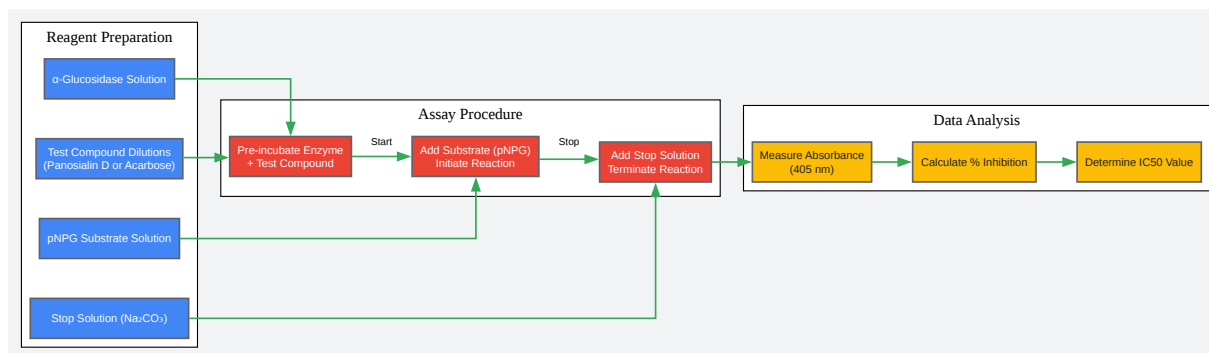 Reagent Preparation
α-Glucosidase Solution
Test Compound Dilutions
(Panosialin D or Acarbose)
pNPG Substrate Solution
Stop Solution (Na₂CO₃)
Assay Procedure
Pre-incubate Enzyme
+ Test Compound
Start
Add Substrate (pNPG)
Initiate Reaction
Stop
Add Stop Solution
Terminate Reaction
Data Analysis
Measure Absorbance
(405 nm)
Calculate % Inhibition
Determine IC50 Value